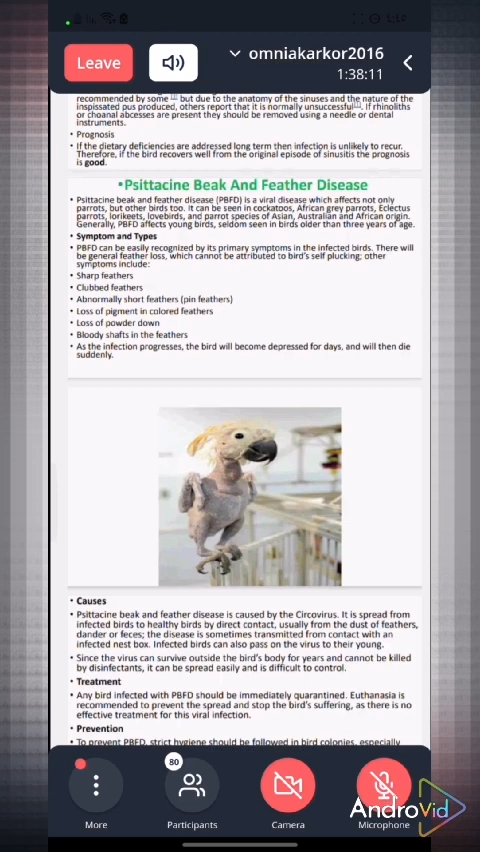 1:15
Leave
omniakarkor2016
1:38:11
recommended by some [1] but due to the anatomy of the sinuses and the nature of the
inspissated pus produced, others report that it is normally unsuccessful[1]. If rhinoliths
or choanal abcesses are present they should be removed using a needle or dental
instruments.
• Prognosis
• If the dietary deficiencies are addressed long term then infection is unlikely to recur.
Therefore, if the bird recovers well from the original episode of sinusitis the prognosis
is good.
•Psittacine Beak And Feather Disease
• Psittacine beak and feather disease (PBFD) is a viral disease which affects not only
parrots, but other birds too. It can be seen in cockatoos, African grey parrots, Eclectus
parrots, lorikeets, lovebirds, and parrot species of Asian, Australian and African origin.
Generally, PBFD affects young birds, seldom seen in birds older than three years of age.
• Symptom and Types
• PBFD can be easily recognized by its primary symptoms in the infected birds. There will
be general feather loss, which cannot be attributed to bird's self plucking; other
symptoms include:
• Sharp feathers
• Clubbed feathers
• Abnormally short feathers (pin feathers)
• Loss of pigment in colored feathers
• Loss of powder down
• Bloody shafts in the feathers
• As the infection progresses, the bird will become depressed for days, and will then die
suddenly.
• Causes
• Psittacine beak and feather disease is caused by the Circovirus. It is spread from
infected birds to healthy birds by direct contact, usually from the dust of feathers,
dander or feces; the disease is sometimes transmitted from contact with an
infected nest box. Infected birds can also pass on the virus to their young.
• Since the virus can survive outside the bird's body for years and cannot be killed
by disinfectants, it can be spread easily and is difficult to control.
• Treatment
• Any bird infected with PBFD should be immediately quarantined. Euthanasia is
recommended to prevent the spread and stop the bird's suffering, as there is no
effective treatment for this viral infection.
• Prevention
• To prevent PBFD, strict hygiene should be followed in bird colonies, especially
80
More
Participants
Camera
Microphone
AndroVid